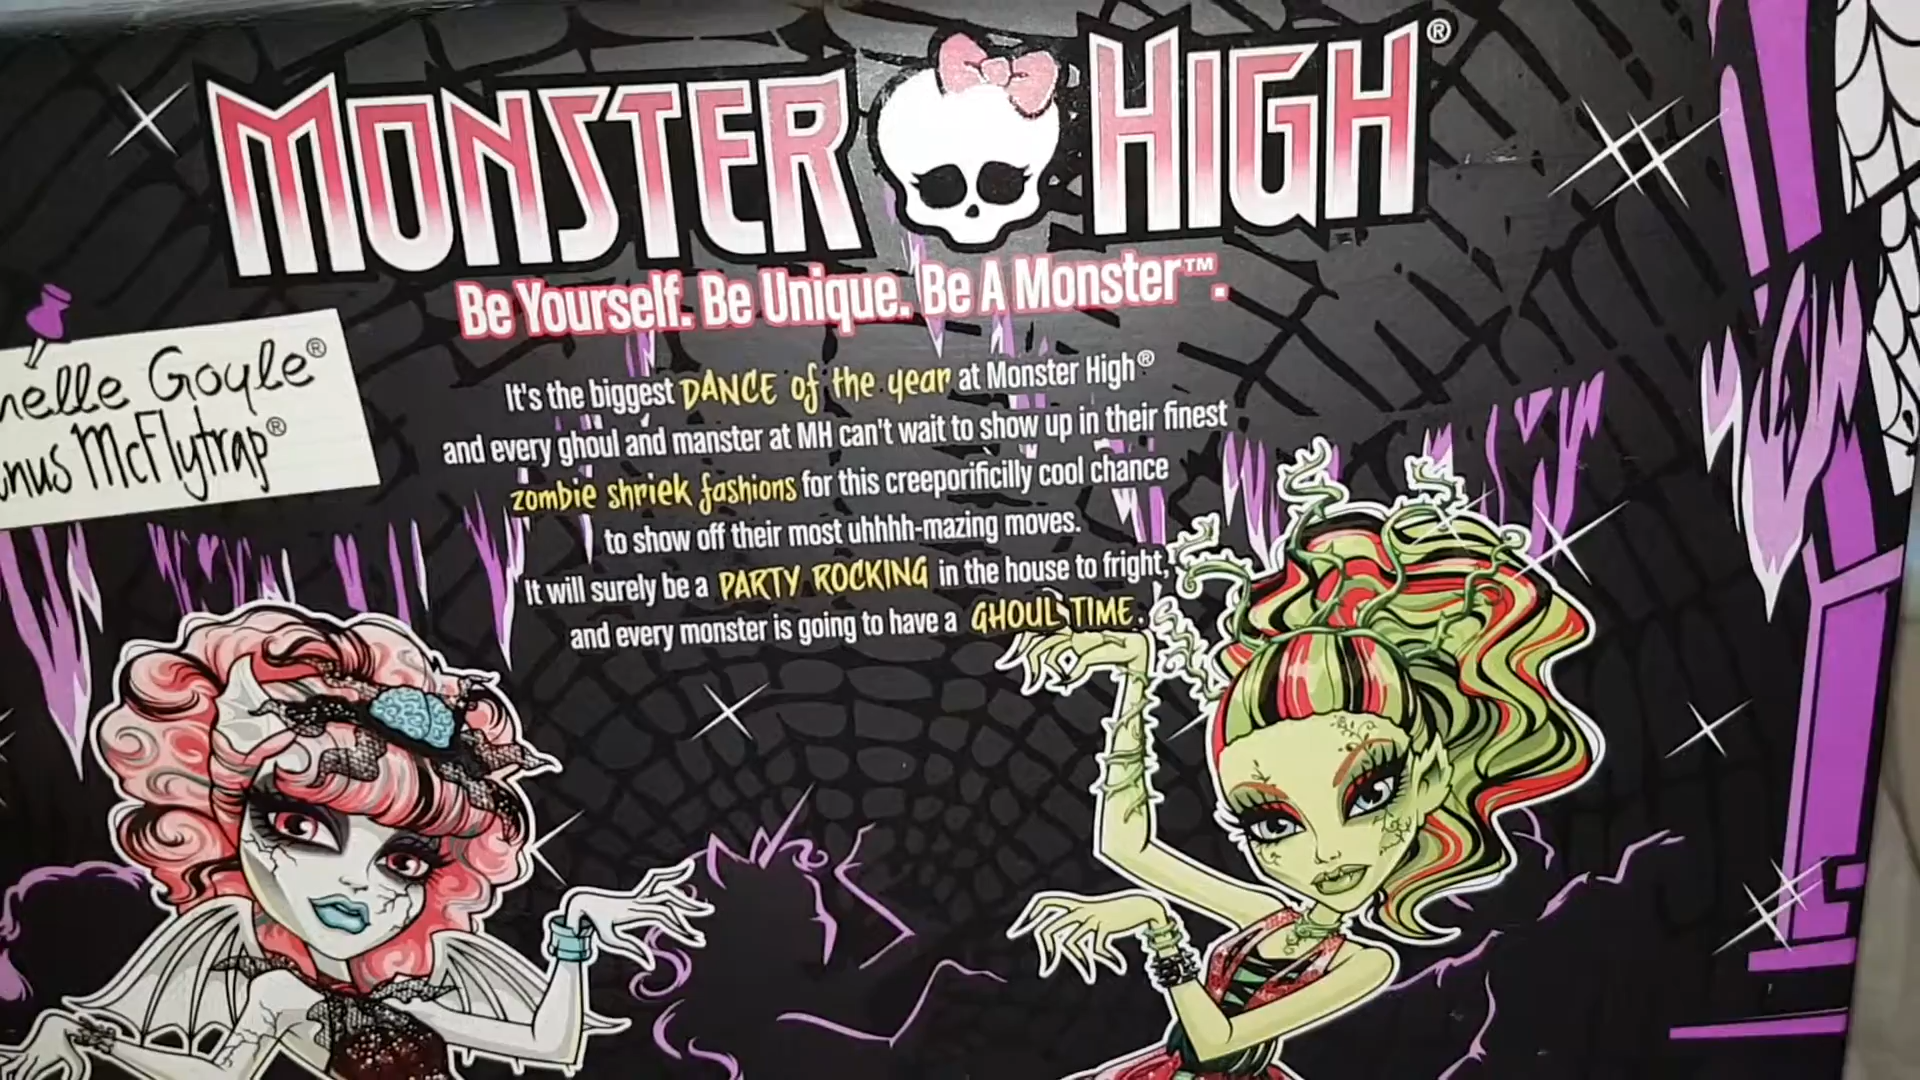 MONSTER HIGH®
Be Yourself. Be Unique. Be A Monster™.
Goyle®
McFlytrap®
It's the biggest DANCE of the year at Monster High®
and every ghoul and manster at MH can't wait to show up in their finest
zombie shriek fashions for this creeporificilly cool chance
to show off their most uhhhh-mazing moves.
It will surely be a PARTY ROCKING in the house to fright,
and every monster is going to have a GHOUL TIME.